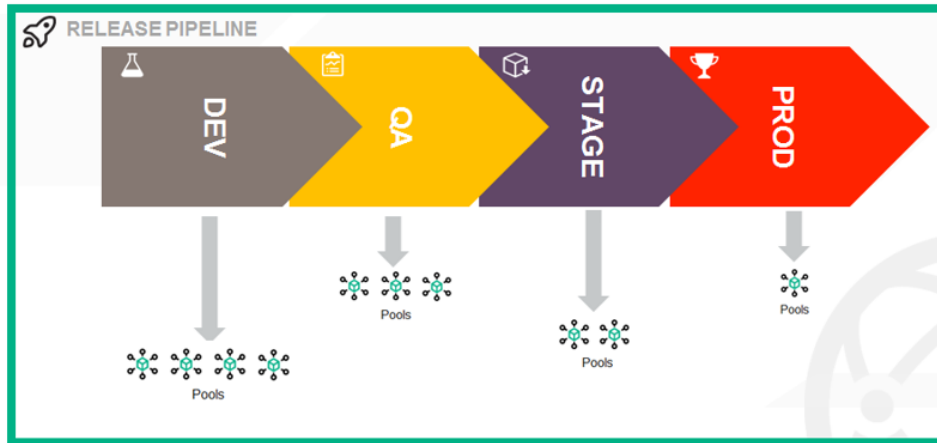 RELEASE PIPELINE
DEV
QA
STAGE
PROD
Pools
Pools
Pools
Pools